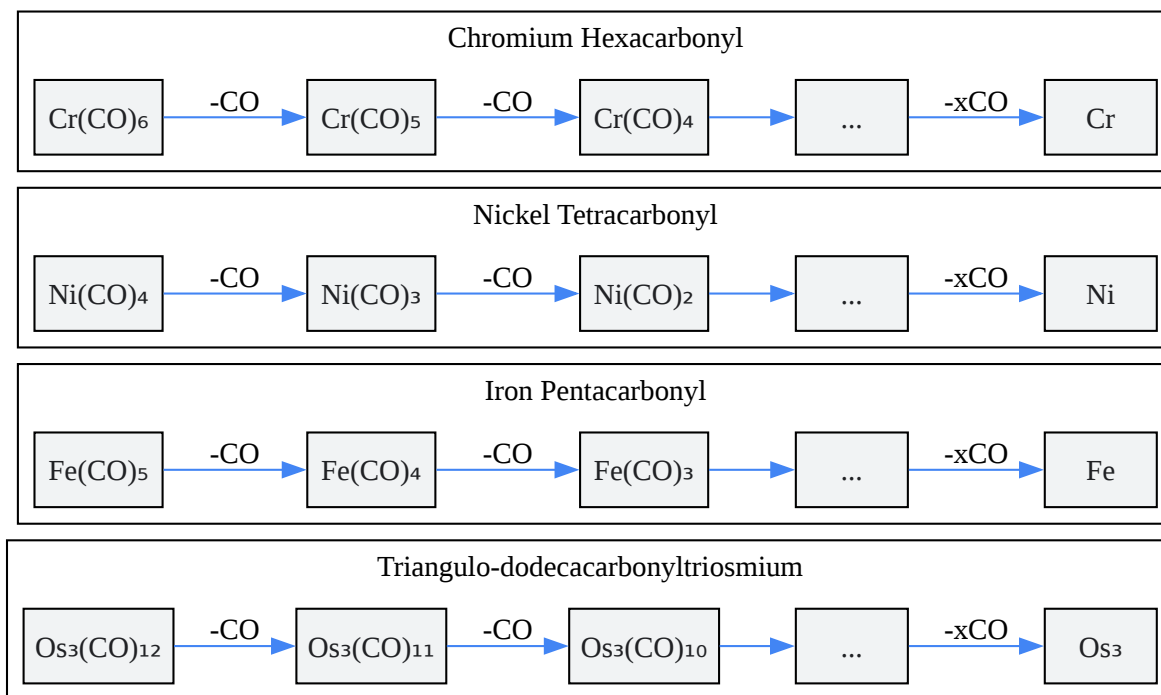 Chromium Hexacarbonyl
-CO -CO -xCO
Cr(CO)₆ Cr(CO)₅ Cr(CO)₄ ... Cr
Nickel Tetracarbonyl
-CO -CO -xCO
Ni(CO)₄ Ni(CO)₃ Ni(CO)₂ ... Ni
Iron Pentacarbonyl
-CO -CO -xCO
Fe(CO)₅ Fe(CO)₄ Fe(CO)₃ ... Fe
Triangulo-dodecacarbonyltriosmium
-CO -CO -xCO
Os₃(CO)₁₂ Os₃(CO)₁₁ Os₃(CO)₁₀ ... Os₃